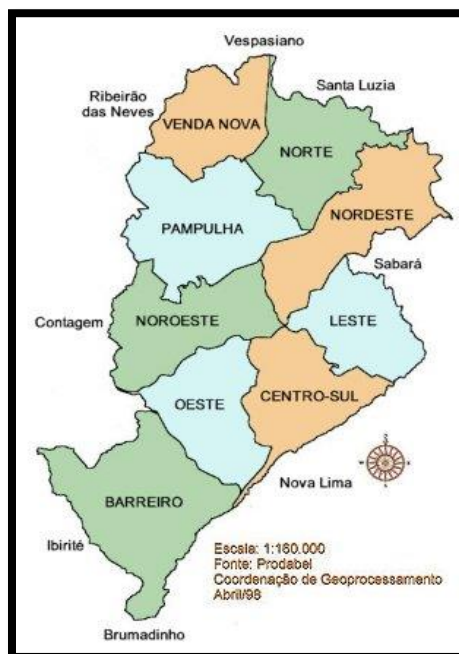 Vespasiano
Santa Luzia
Ribeirão
das Neves
VENDA NOVA
NORTE
NORDESTE
PAMPULHA
Sabará
Contagem
NOROESTE
LESTE
OESTE
CENTRO-SUL
Nova Lima
BARREIRO
Ibirité
Escala: 1:160.000
Fonte: Prodabel
Coordenação de Geoprocessamento
Abril/98
Brumadinho